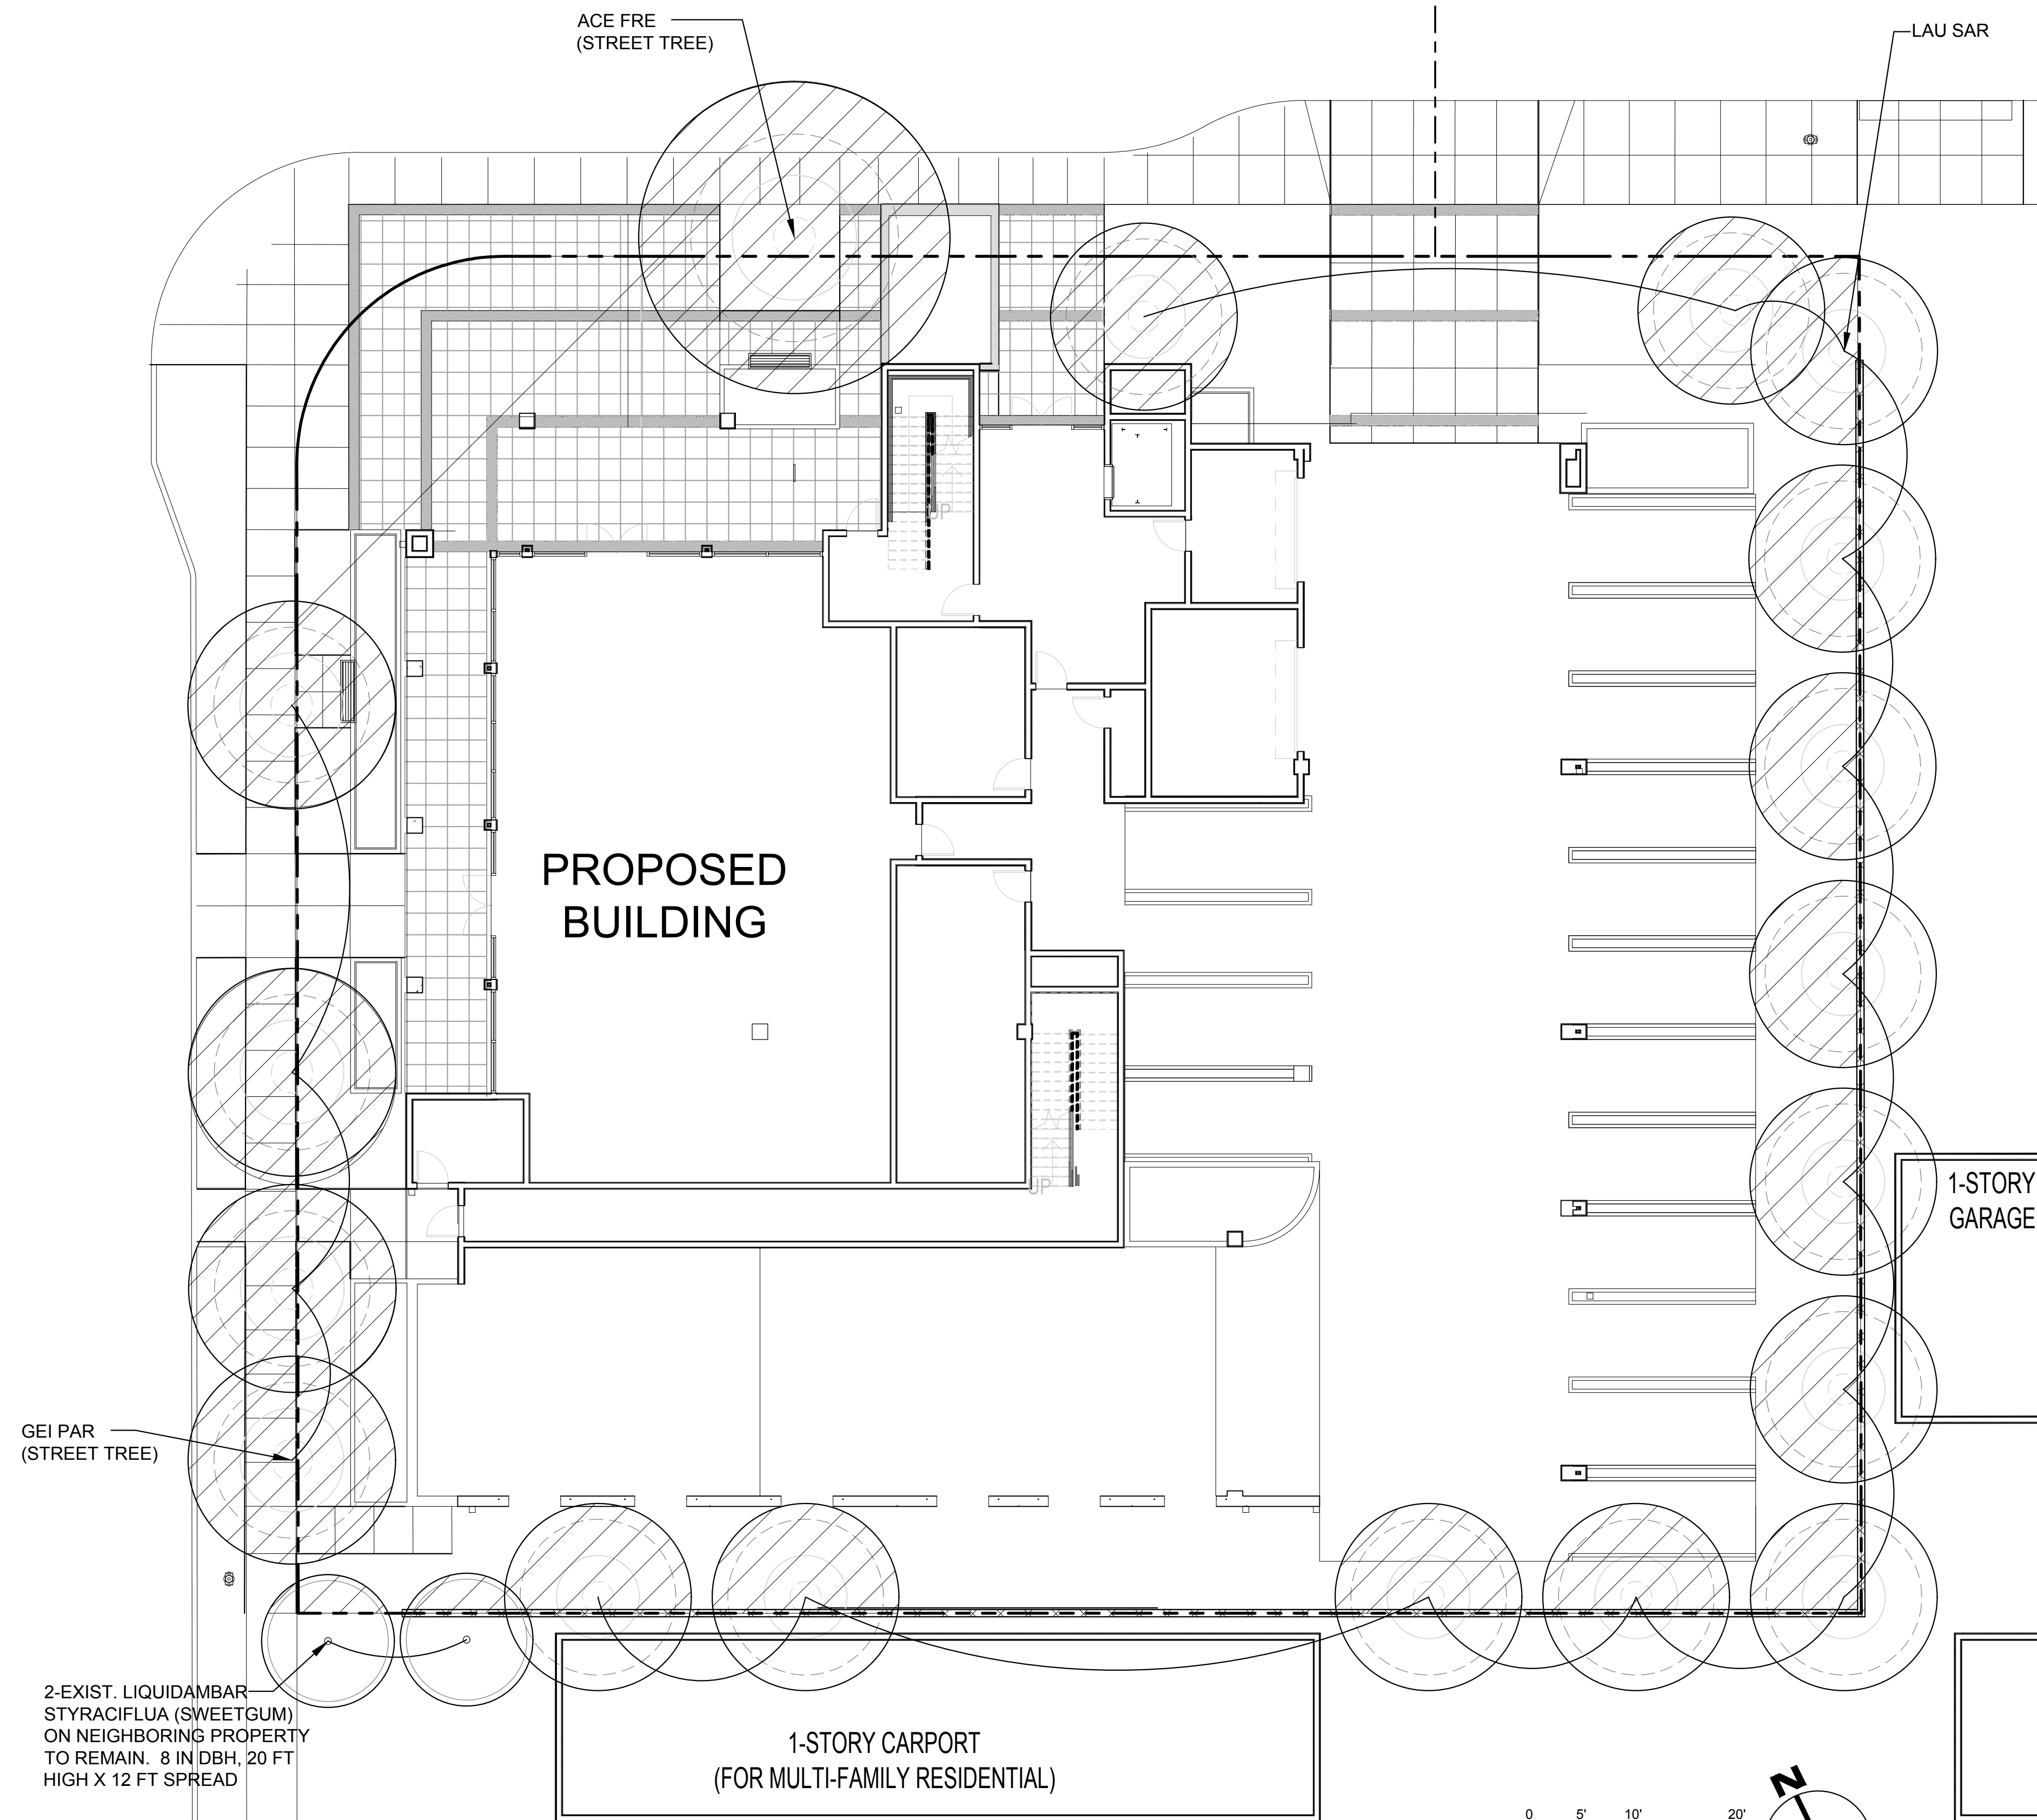 ACE FRE
(STREET TREE)
LAU SAR
UP
PROPOSED
BUILDING
UP
1-STORY
GARAGE
GEI PAR
(STREET TREE)
2-EXIST. LIQUIDAMBAR
STYRACIFLUA (SWEETGUM)
ON NEIGHBORING PROPERTY
TO REMAIN. 8 IN DBH, 20 FT
HIGH X 12 FT SPREAD
1-STORY CARPORT
(FOR MULTI-FAMILY RESIDENTIAL)
N
0 5' 10' 20'